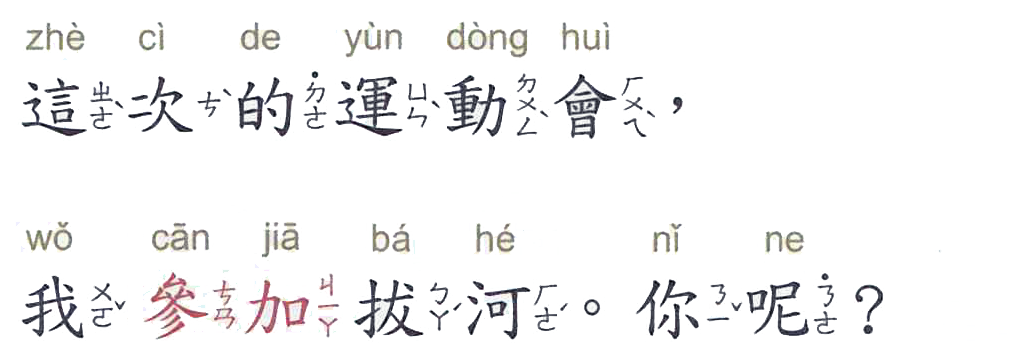 zhè cì de yùn dòng huì
這ㄓㄜˋ次ㄘˋ的˙ㄉㄜ運ㄩㄣˋ動ㄉㄨㄥˋ會ㄏㄨㄟˋ，
wǒ cān jiā bá hé nǐ ne
我ㄨㄛˇ參ㄘㄢ加ㄐㄧㄚ拔ㄅㄚˊ河ㄏㄜˊ。你ㄋㄧˇ呢˙ㄋㄜ？